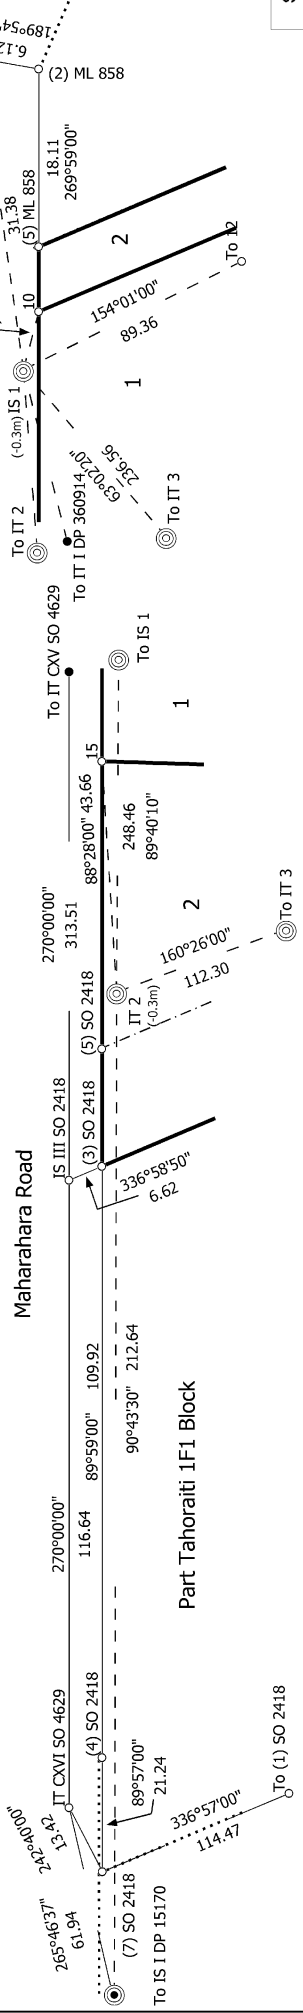 189°54'
6.12
(2) ML 858
18.11
269°59'00"
31.38
(5) ML 858
2
10
To 12
154°01'00"
89.36
(-0.3m) IS 1
1
63°02'20"
236.56
To IT 2
To IT 3
To IT I DP 360914
To IT CXV SO 4629
To IS 1
1
15
88°28'00" 43.66
248.46
89°40'10"
270°00'00"
313.51
2
To IT 3
160°26'00"
112.30
IT 2
(-0.3m)
(5) SO 2418
IS III SO 2418
(3) SO 2418
336°58'50"
6.62
Maharahara Road
109.92
212.64
89°59'00"
90°43'30"
270°00'00"
116.64
Part Tahoraiti 1F1 Block
IT CXVI SO 4629
(4) SO 2418
89°57'00"
21.24
To (1) SO 2418
336°57'00"
114.47
242°40'00"
13.42
265°46'37"
61.94
(7) SO 2418
To IS I DP 15170